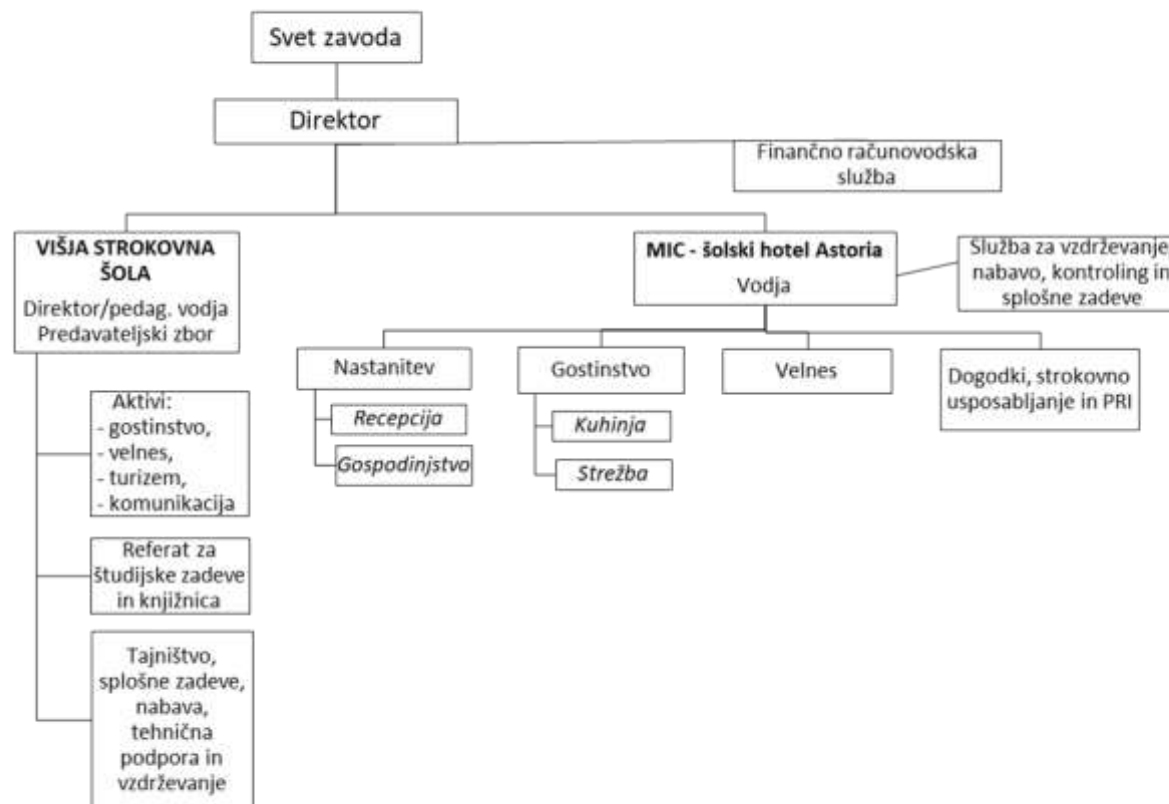 Svet zavoda
Direktor
Finančno računovodska
služba
VIŠJA STROKOVNA
ŠOLA
Direktor/pedag. vodja
Predavateljski zbor
MIC - šolski hotel Astoria
Vodja
Služba za vzdrževanje,
nabavo, kontroling in
splošne zadeve
Nastanitev
Recepcija
Gospodinjstvo
Gostinstvo
Kuhinja
Strežba
Velnes
Dogodki, strokovno
usposabljanje in PRI
Aktivi:
- gostinstvo,
- velnes,
- turizem,
- komunikacija
Referat za
študijske zadeve
in knjižnica
Tajništvo,
splošne zadeve,
nabava,
tehnična
podpora in
vzdrževanje